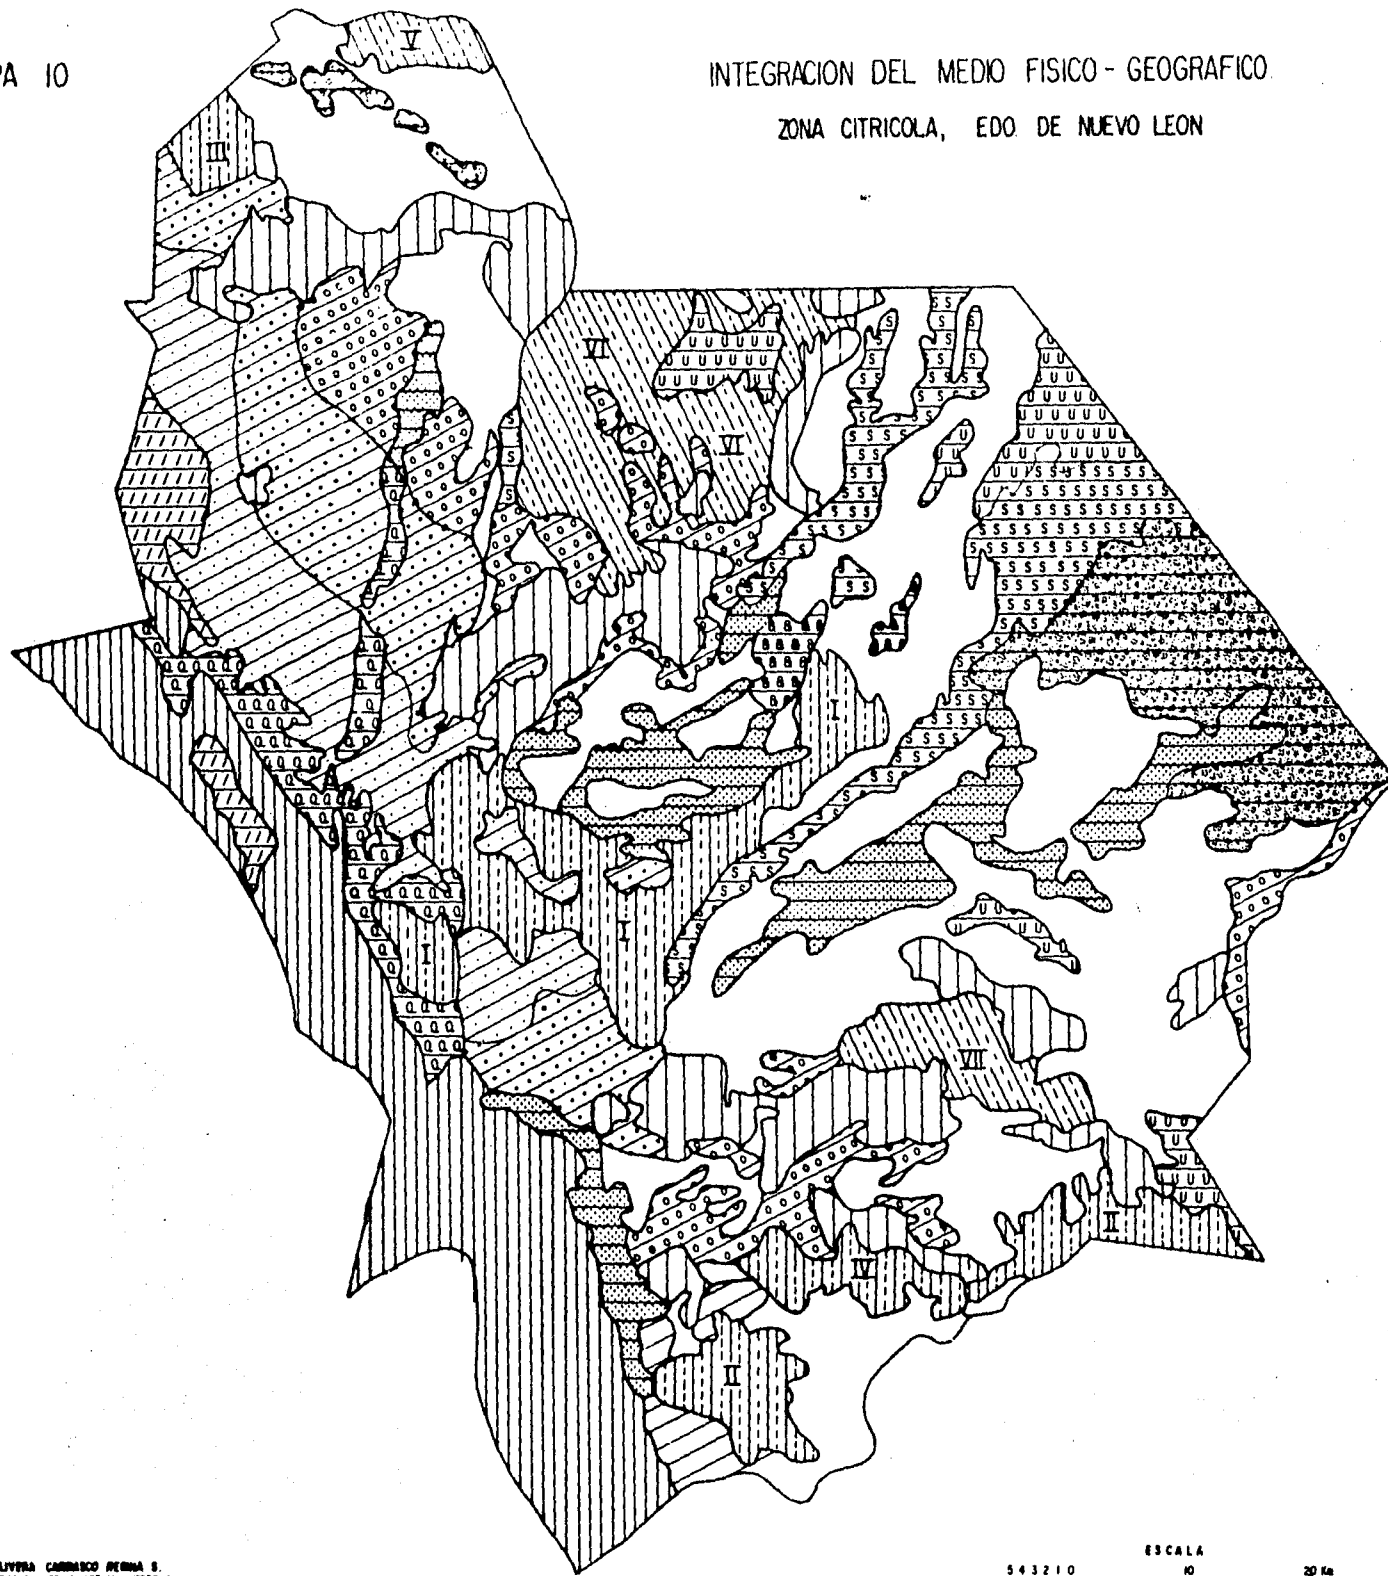 PA 10
INTEGRACION DEL MEDIO FISICO - GEOGRAFICO
ZONA CITRICOLA, EDO. DE NUEVO LEON
V
III
VI
VI
I
I
I
VII
II
IV
II
CARRASCO
ESCALA
5 4 3 2 1 0 10 20 Km